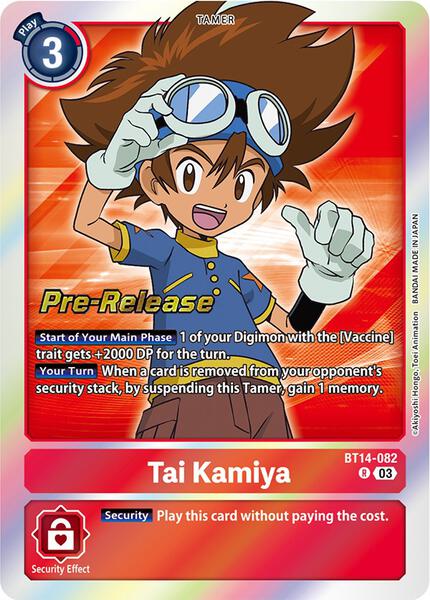 TAMER
Play
3
Pre-Release
Start of Your Main Phase 1 of your Digimon with the [Vaccine]
trait gets +2000 DP for the turn.
Your Turn When a card is removed from your opponent's
security stack, by suspending this Tamer, gain 1 memory.
©Akiyoshi Hongo, Toei Animation BANDAI MADE IN JAPAN
BT14-082
Tai Kamiya
R 03
Security Play this card without paying the cost.
Security Effect